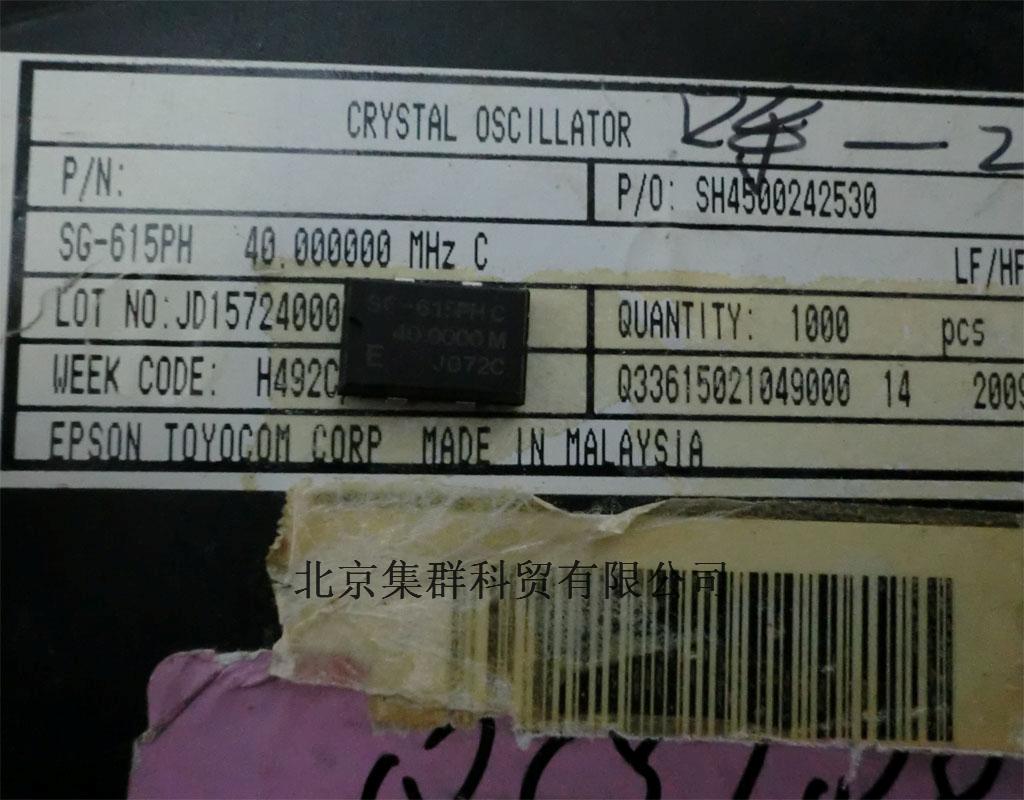 CRYSTAL OSCILLATOR
P/N:
P/O: SH4500242530
SG-615PH 40.000000 MHz C
LF/HF
LOT NO:JD15724000
QUANTITY: 1000 pcs
WEEK CODE: H492C
Q33615021049000 14 2009
EPSON TOYOCOM CORP MADE IN MALAYSIA
SG-615PH C
40.0000M
E J072C
北京集群科贸有限公司